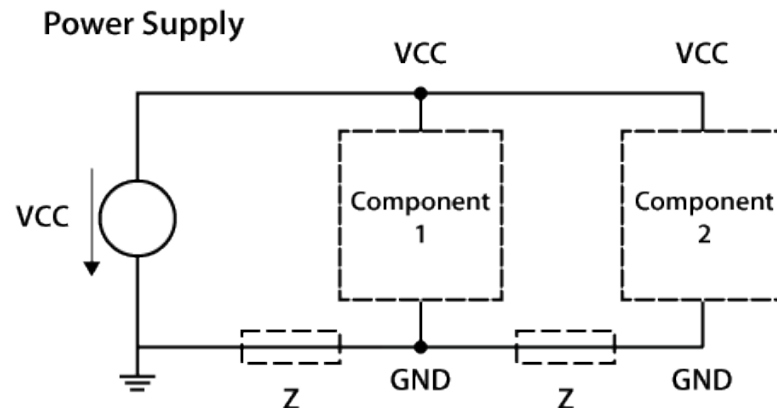 Power Supply
VCC
VCC
VCC
Component
1
Component
2
GND
GND
Z
Z